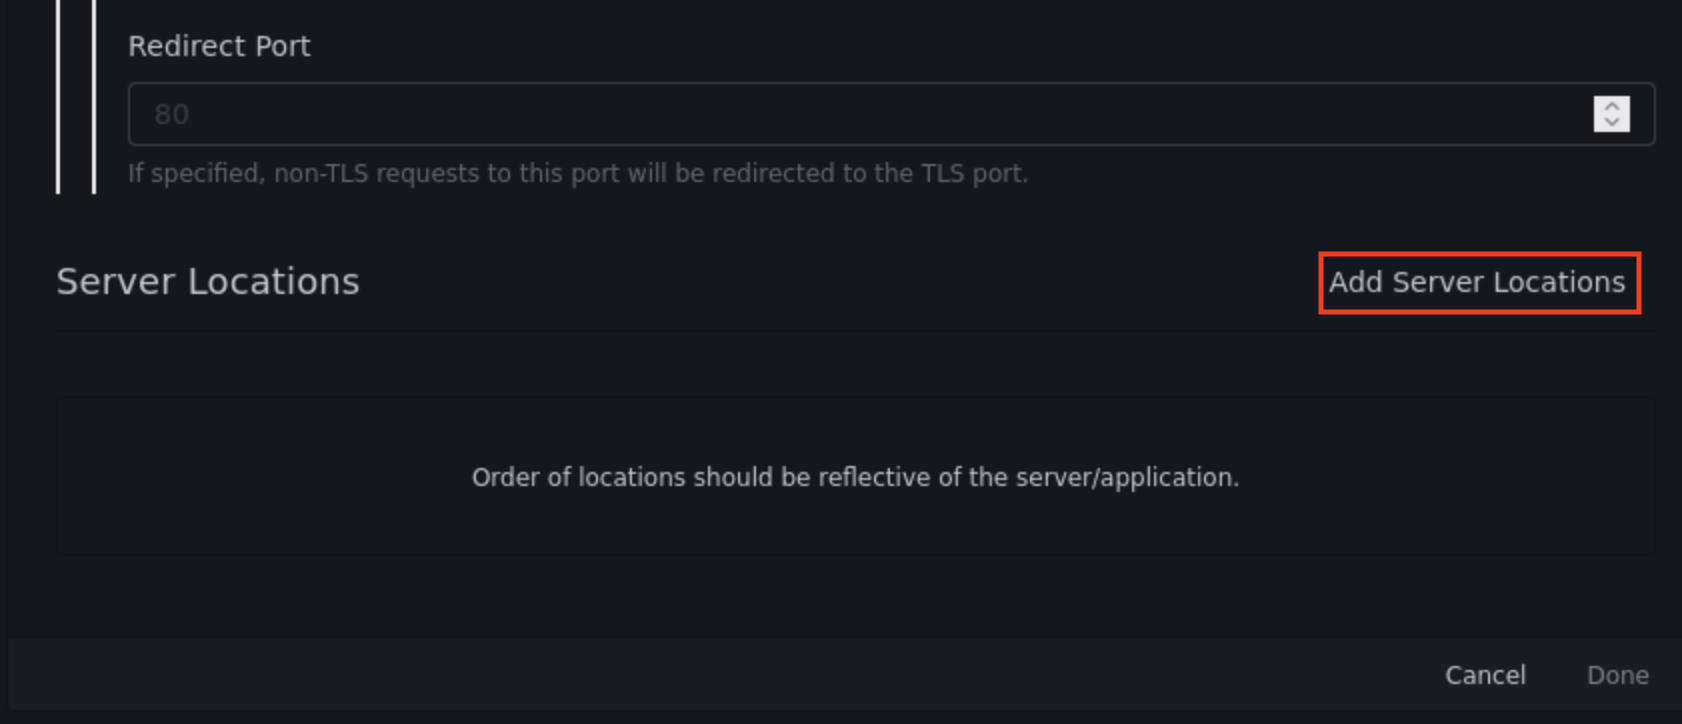 Redirect Port
80
If specified, non-TLS requests to this port will be redirected to the TLS port.
Server Locations
Add Server Locations
Order of locations should be reflective of the server/application.
Cancel
Done